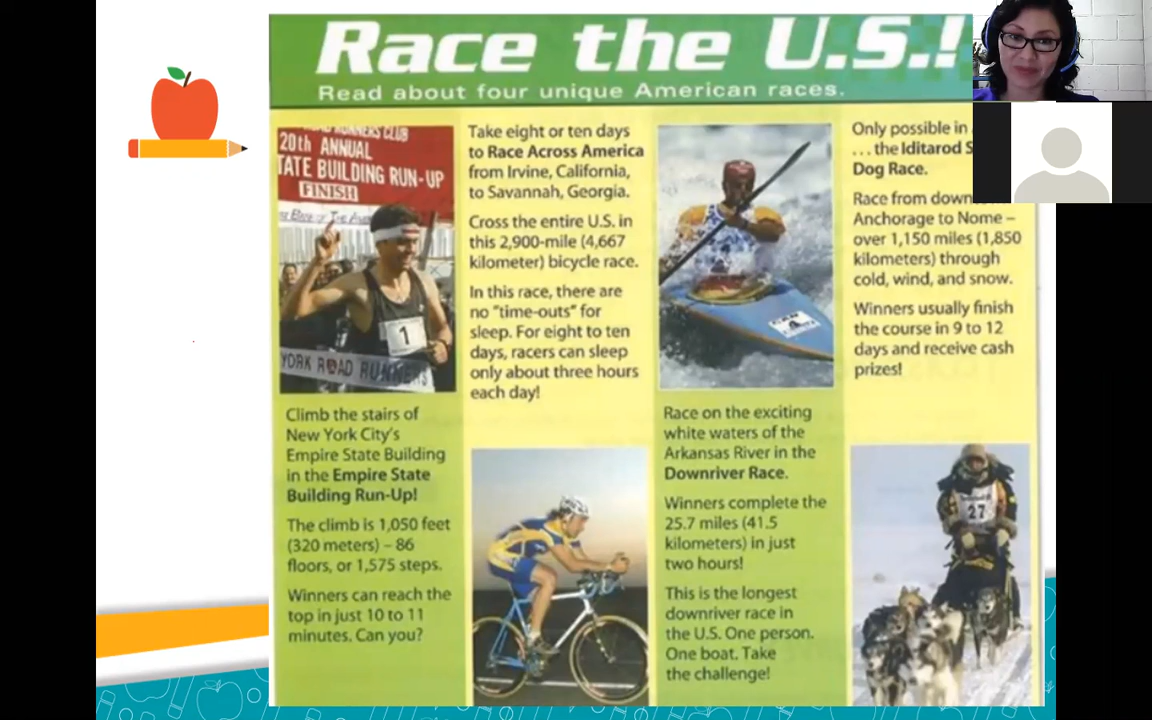 Race the U.S.!
Read about four unique American races.
20th ANNUAL
TATE BUILDING RUN-UP
FINISH
1
YORK ROAD RUNNERS
Climb the stairs of
New York City's
Empire State Building
in the Empire State
Building Run-Up!
The climb is 1,050 feet
(320 meters) – 86
floors, or 1,575 steps.
Winners can reach the
top in just 10 to 11
minutes. Can you?
Take eight or ten days
to Race Across America
from Irvine, California,
to Savannah, Georgia.
Cross the entire U.S. in
this 2,900-mile (4,667
kilometer) bicycle race.
In this race, there are
no "time-outs" for
sleep. For eight to ten
days, racers can sleep
only about three hours
each day!
Race on the exciting
white waters of the
Arkansas River in the
Downriver Race.
Winners complete the
25.7 miles (41.5
kilometers) in just
two hours!
This is the longest
downriver race in
the U.S. One person.
One boat. Take
the challenge!
Only possible in
. . . the Iditarod S
Dog Race.
Race from down
Anchorage to Nome –
over 1,150 miles (1,850
kilometers) through
cold, wind, and snow.
Winners usually finish
the course in 9 to 12
days and receive cash
prizes!
27